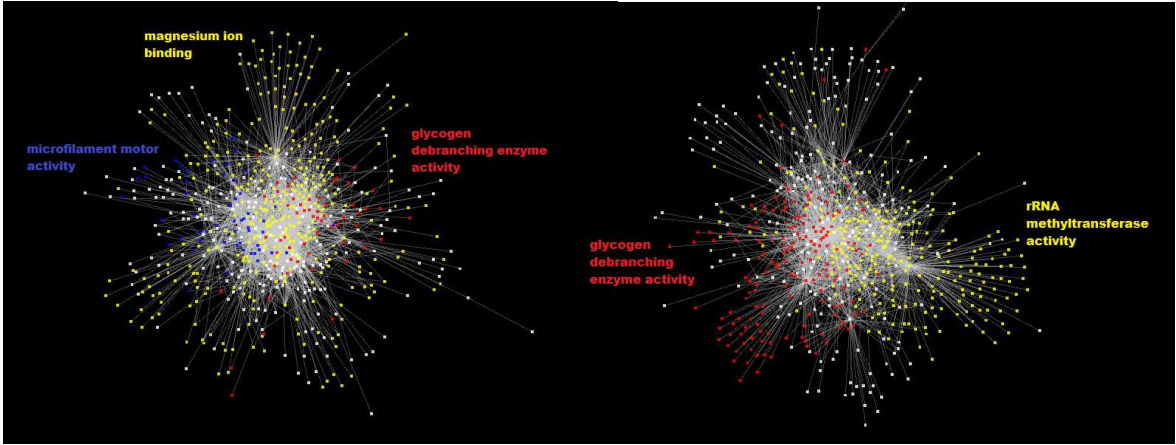 magnesium ion
binding
microfilament motor
activity
glycogen
debranching enzyme
activity
glycogen
debranching
enzyme activity
rRNA
methyltransferase
activity